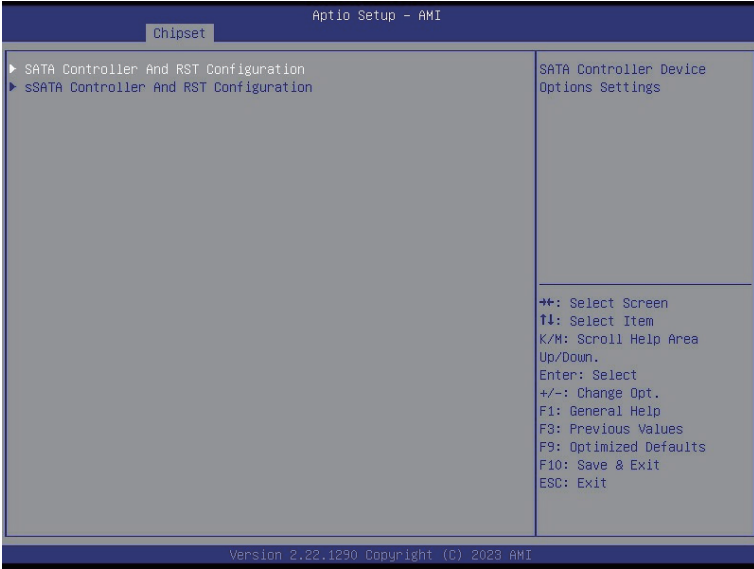 Aptio Setup – AMI
Chipset
▶ SATA Controller And RST Configuration
▶ sSATA Controller And RST Configuration
SATA Controller Device
Options Settings
→←: Select Screen
↑↓: Select Item
K/M: Scroll Help Area
Up/Down.
Enter: Select
+/-: Change Opt.
F1: General Help
F3: Previous Values
F9: Optimized Defaults
F10: Save & Exit
ESC: Exit
Version 2.22.1290 Copyright (C) 2023 AMI